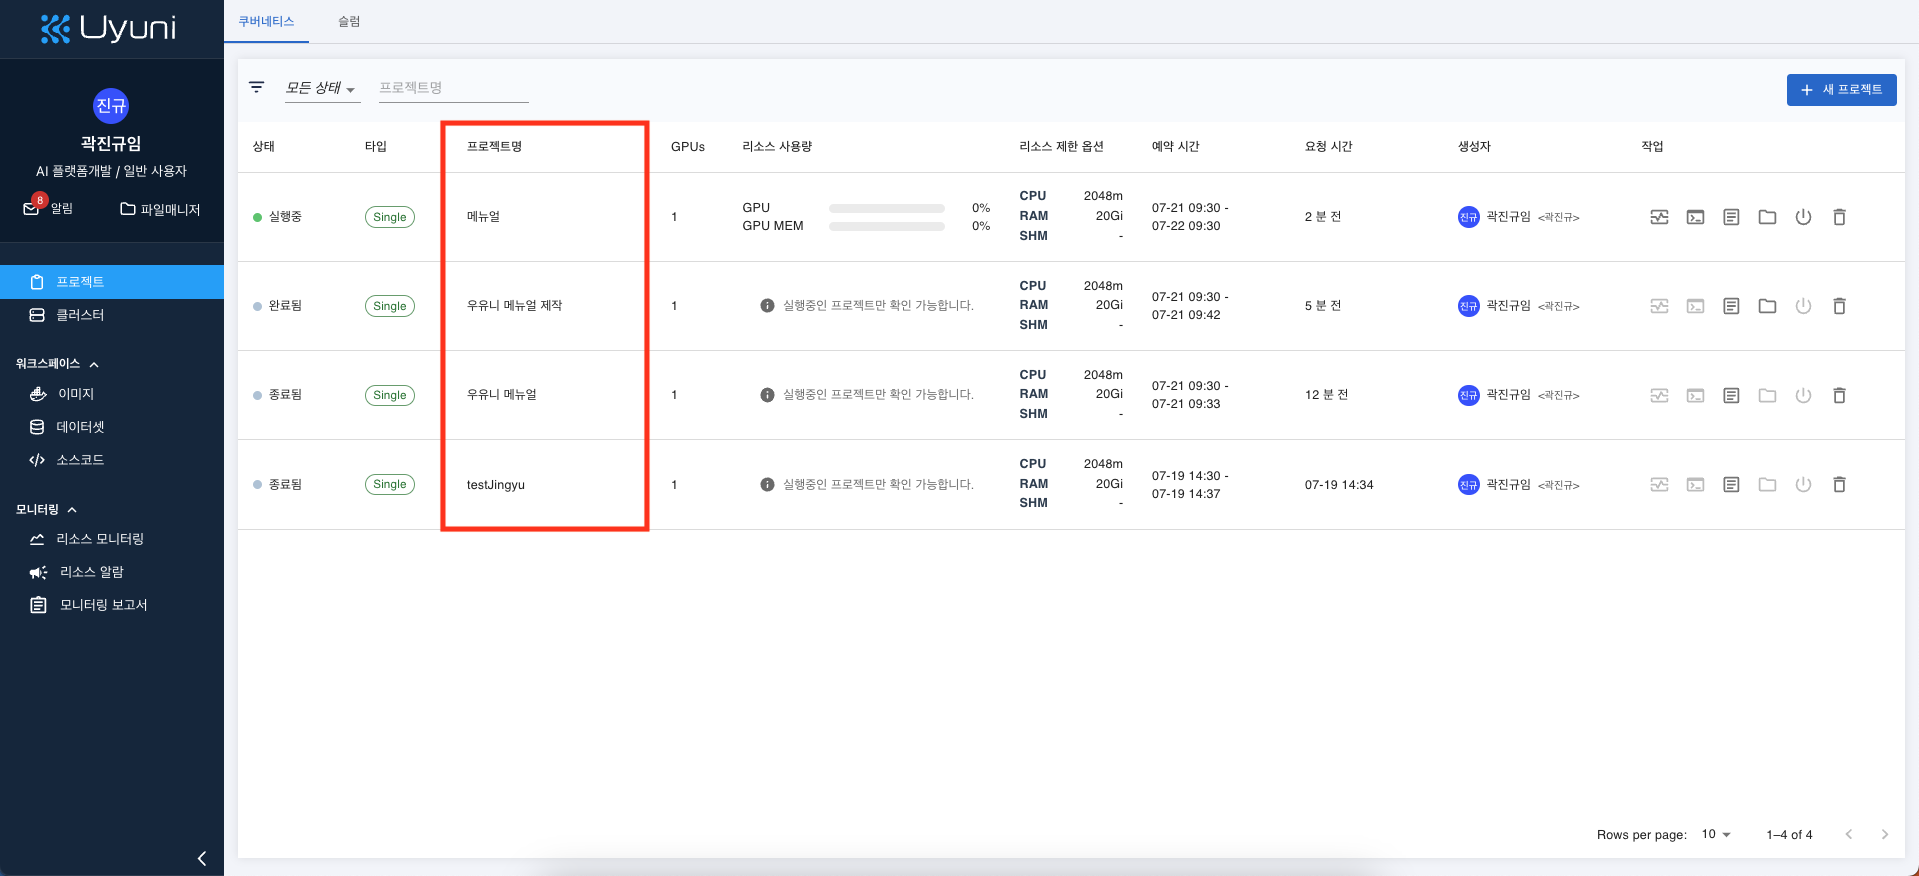 Uyuni
진규
곽진규임
AI 플랫폼개발 / 일반 사용자
8
알림
파일매니저
프로젝트
클러스터
워크스페이스
이미지
데이터셋
소스코드
모니터링
리소스 모니터링
리소스 알람
모니터링 보고서
쿠버네티스 슬럼
모든 상태 프로젝트명
+ 새 프로젝트
상태 타입 프로젝트명 GPUs 리소스 사용량 리소스 제한 옵션 예약 시간 요청 시간 생성자 작업
실행중 Single 메뉴얼 1
GPU 0%
GPU MEM 0%
CPU 2048m
RAM 20Gi
SHM -
07-21 09:30 -
07-22 09:30
2 분 전
진규 곽진규임 <곽진규>
완료됨 Single 우유니 메뉴얼 제작 1
실행중인 프로젝트만 확인 가능합니다.
CPU 2048m
RAM 20Gi
SHM -
07-21 09:30 -
07-21 09:42
5 분 전
진규 곽진규임 <곽진규>
종료됨 Single 우유니 메뉴얼 1
실행중인 프로젝트만 확인 가능합니다.
CPU 2048m
RAM 20Gi
SHM -
07-21 09:30 -
07-21 09:33
12 분 전
진규 곽진규임 <곽진규>
종료됨 Single testJingyu 1
실행중인 프로젝트만 확인 가능합니다.
CPU 2048m
RAM 20Gi
SHM -
07-19 14:30 -
07-19 14:37
07-19 14:34
진규 곽진규임 <곽진규>
Rows per page: 10 1–4 of 4